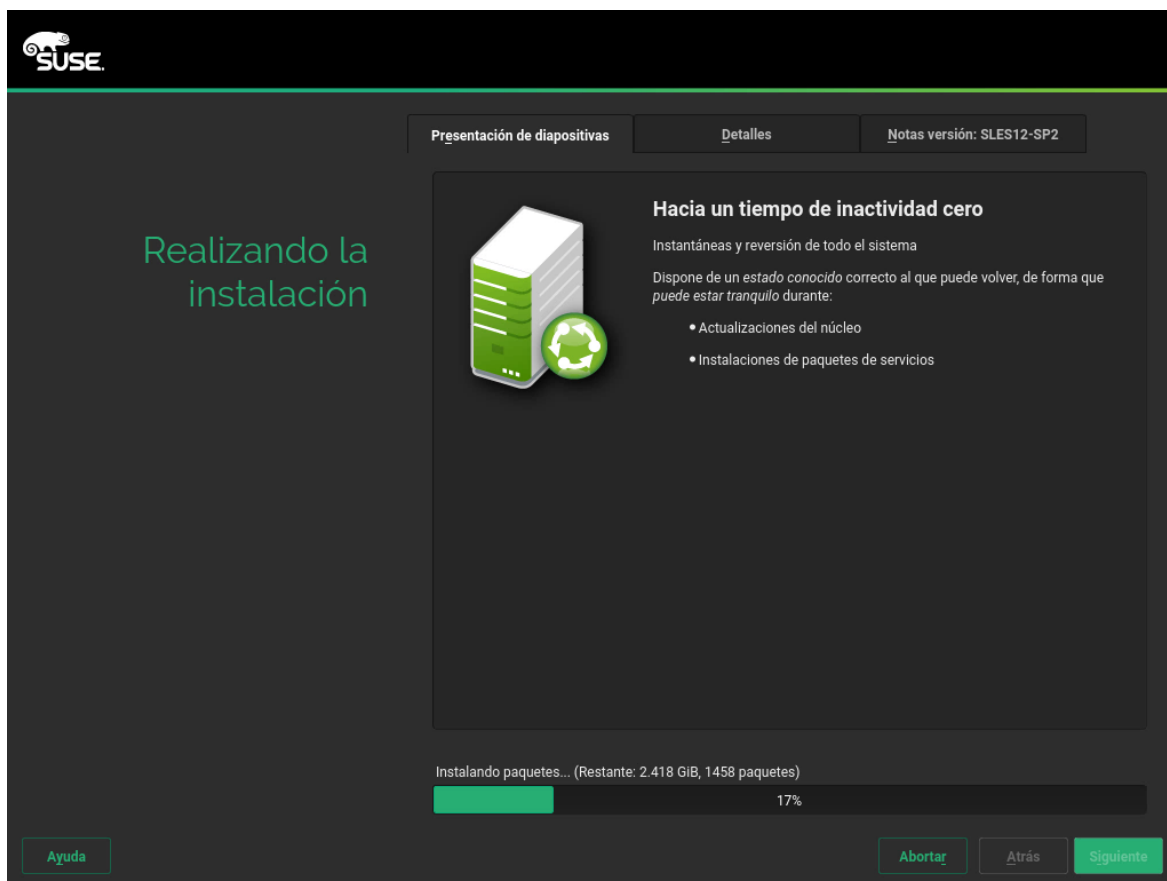 SUSE.
Presentación de diapositivas
Detalles
Notas versión: SLES12-SP2
Realizando la
instalación
Hacia un tiempo de inactividad cero
Instantáneas y reversión de todo el sistema
Dispone de un estado conocido correcto al que puede volver, de forma que
puede estar tranquilo durante:
• Actualizaciones del núcleo
• Instalaciones de paquetes de servicios
Instalando paquetes... (Restante: 2.418 GiB, 1458 paquetes)
17%
Ayuda
Abortar
Atrás
Siguiente